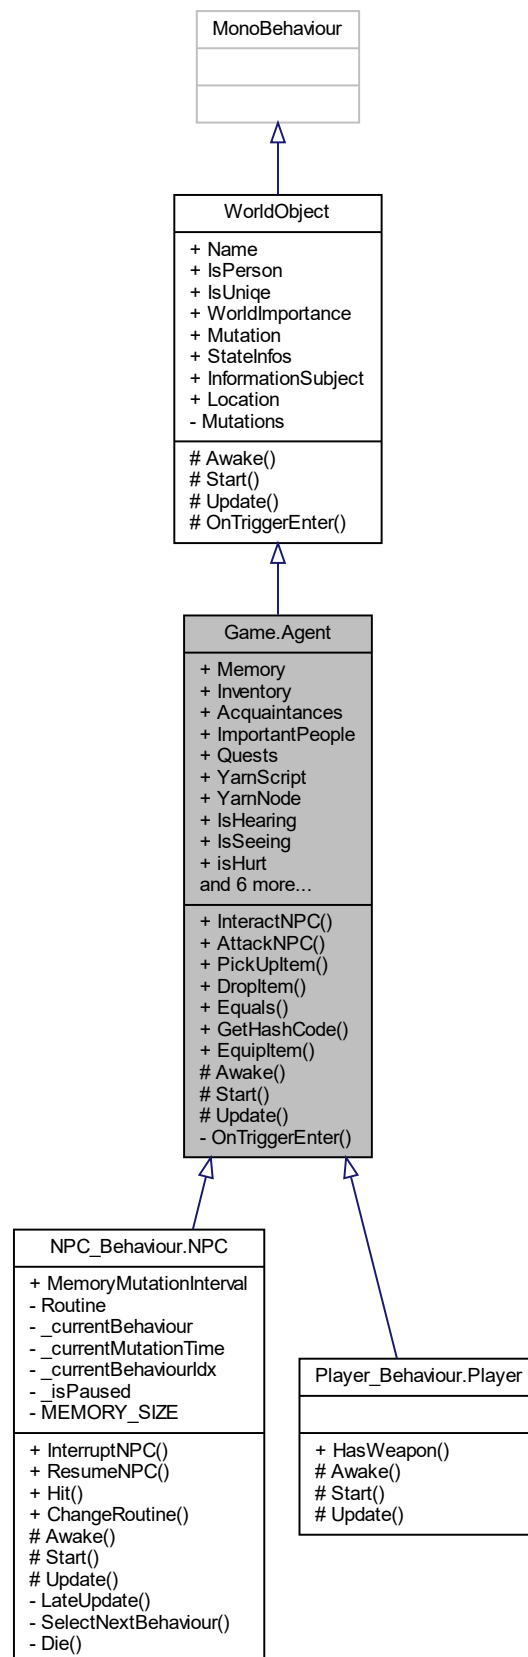 MonoBehaviour
WorldObject
+ Name
+ IsPerson
+ IsUniqe
+ WorldImportance
+ Mutation
+ StateInfos
+ InformationSubject
+ Location
- Mutations
# Awake()
# Start()
# Update()
# OnTriggerEnter()
Game.Agent
+ Memory
+ Inventory
+ Acquaintances
+ ImportantPeople
+ Quests
+ YarnScript
+ YarnNode
+ IsHearing
+ IsSeeing
+ isHurt
and 6 more...
+ InteractNPC()
+ AttackNPC()
+ PickUpItem()
+ DropItem()
+ Equals()
+ GetHashCode()
+ EquipItem()
# Awake()
# Start()
# Update()
- OnTriggerEnter()
NPC_Behaviour.NPC
+ MemoryMutationInterval
- Routine
- _currentBehaviour
- _currentMutationTime
- _currentBehaviourIdx
- _isPaused
- MEMORY_SIZE
+ InterruptNPC()
+ ResumeNPC()
+ Hit()
+ ChangeRoutine()
# Awake()
# Start()
# Update()
- LateUpdate()
- SelectNextBehaviour()
- Die()
Player_Behaviour.Player
+ HasWeapon()
# Awake()
# Start()
# Update()